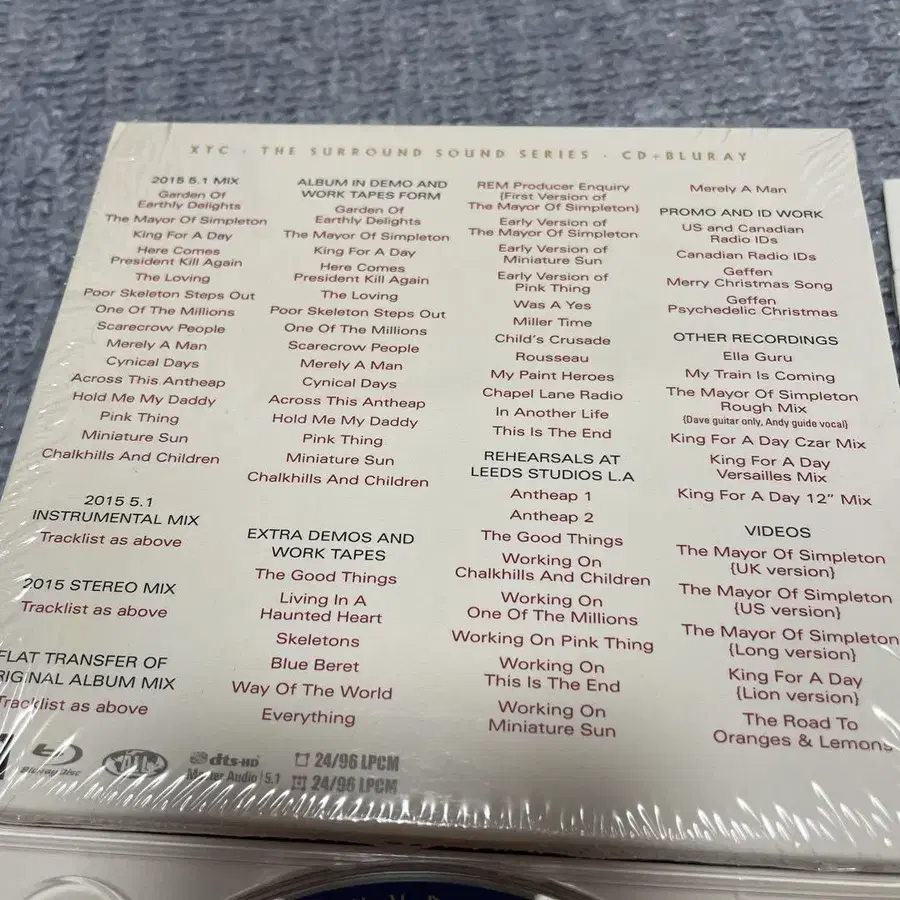 XTC · THE SURROUND SOUND SERIES · CD+BLURAY
2015 5.1 MIX
Garden Of
Earthly Delights
The Mayor Of Simpleton
King For A Day
Here Comes
President Kill Again
The Loving
Poor Skeleton Steps Out
One Of The Millions
Scarecrow People
Merely A Man
Cynical Days
Across This Antheap
Hold Me My Daddy
Pink Thing
Miniature Sun
Chalkhills And Children
2015 5.1
INSTRUMENTAL MIX
Tracklist as above
2015 STEREO MIX
Tracklist as above
FLAT TRANSFER OF
RIGINAL ALBUM MIX
Tracklist as above
ALBUM IN DEMO AND
WORK TAPES FORM
Garden Of
Earthly Delights
The Mayor Of Simpleton
King For A Day
Here Comes
President Kill Again
The Loving
Poor Skeleton Steps Out
One Of The Millions
Scarecrow People
Merely A Man
Cynical Days
Across This Antheap
Hold Me My Daddy
Pink Thing
Miniature Sun
Chalkhills And Children
EXTRA DEMOS AND
WORK TAPES
The Good Things
Living In A
Haunted Heart
Skeletons
Blue Beret
Way Of The World
Everything
REM Producer Enquiry
{First Version of
The Mayor Of Simpleton}
Early Version of
The Mayor Of Simpleton
Early Version of
Miniature Sun
Early Version of
Pink Thing
Was A Yes
Miller Time
Child's Crusade
Rousseau
My Paint Heroes
Chapel Lane Radio
In Another Life
This Is The End
REHEARSALS AT
LEEDS STUDIOS L.A
Antheap 1
Antheap 2
The Good Things
Working On
Chalkhills And Children
Working On
One Of The Millions
Working On Pink Thing
Working On
This Is The End
Working On
Miniature Sun
Merely A Man
PROMO AND ID WORK
US and Canadian
Radio IDs
Canadian Radio IDs
Geffen
Merry Christmas Song
Geffen
Psychedelic Christmas
OTHER RECORDINGS
Ella Guru
My Train Is Coming
The Mayor Of Simpleton
Rough Mix
{Dave guitar only, Andy guide vocal}
King For A Day Czar Mix
King For A Day
Versailles Mix
King For A Day 12" Mix
VIDEOS
The Mayor Of Simpleton
{UK version}
The Mayor Of Simpleton
{US version}
The Mayor Of Simpleton
{Long version}
King For A Day
{Lion version}
The Road To
Oranges & Lemons
Blu-ray Disc
dts-HD
Master Audio 5.1
24/96 LPCM
24/96 LPCM